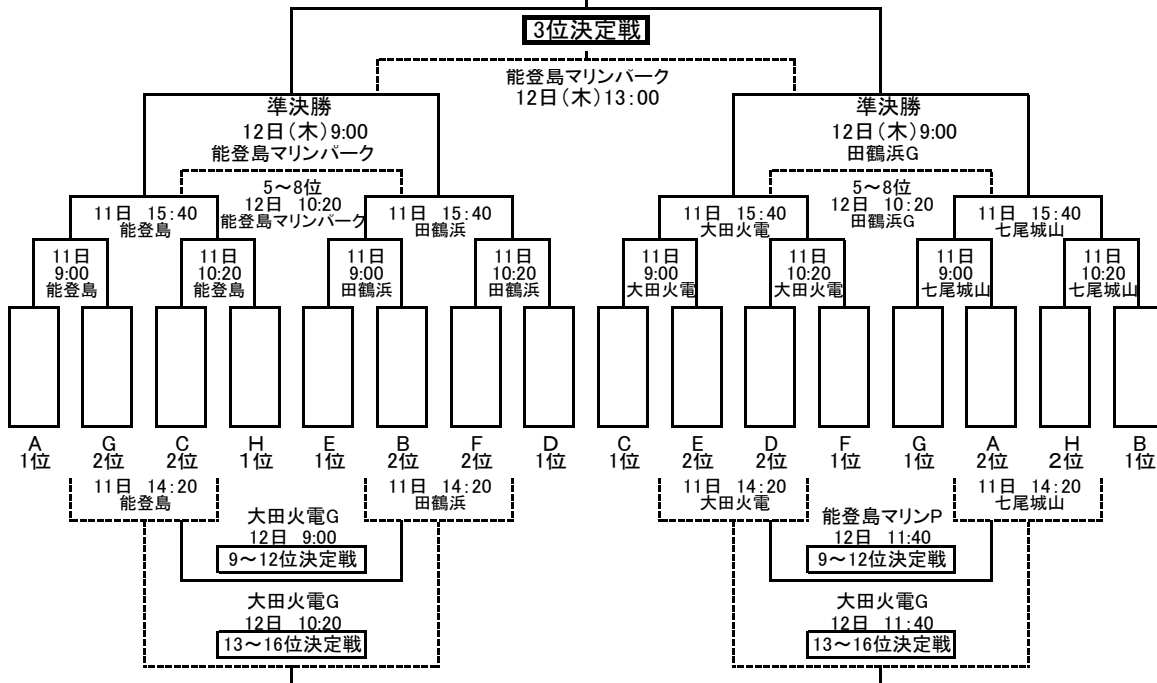 3位決定戦
能登島マリンパーク
12日(木)13:00
準決勝
12日(木)9:00
能登島マリンパーク
準決勝
12日(木)9:00
田鶴浜G
5~8位
12日 10:20
能登島マリンパーク
5~8位
12日 10:20
田鶴浜G
11日 15:40
能登島
11日 15:40
田鶴浜
11日 15:40
大田火電
11日 15:40
七尾城山
11日
9:00
能登島
11日
10:20
能登島
11日
9:00
田鶴浜
11日
10:20
田鶴浜
11日
9:00
大田火電
11日
10:20
大田火電
11日
9:00
七尾城山
11日
10:20
七尾城山
A G C H E B F D C E D F G A H B
1位 2位 2位 1位 1位 2位 2位 1位 1位 2位 2位 1位 1位 2位 2位 1位
11日 14:20
能登島
11日 14:20
田鶴浜
11日 14:20
大田火電
11日 14:20
七尾城山
大田火電G
12日 9:00
9~12位決定戦
能登島マリンP
12日 11:40
9~12位決定戦
大田火電G
12日 10:20
13~16位決定戦
大田火電G
12日 11:40
13~16位決定戦